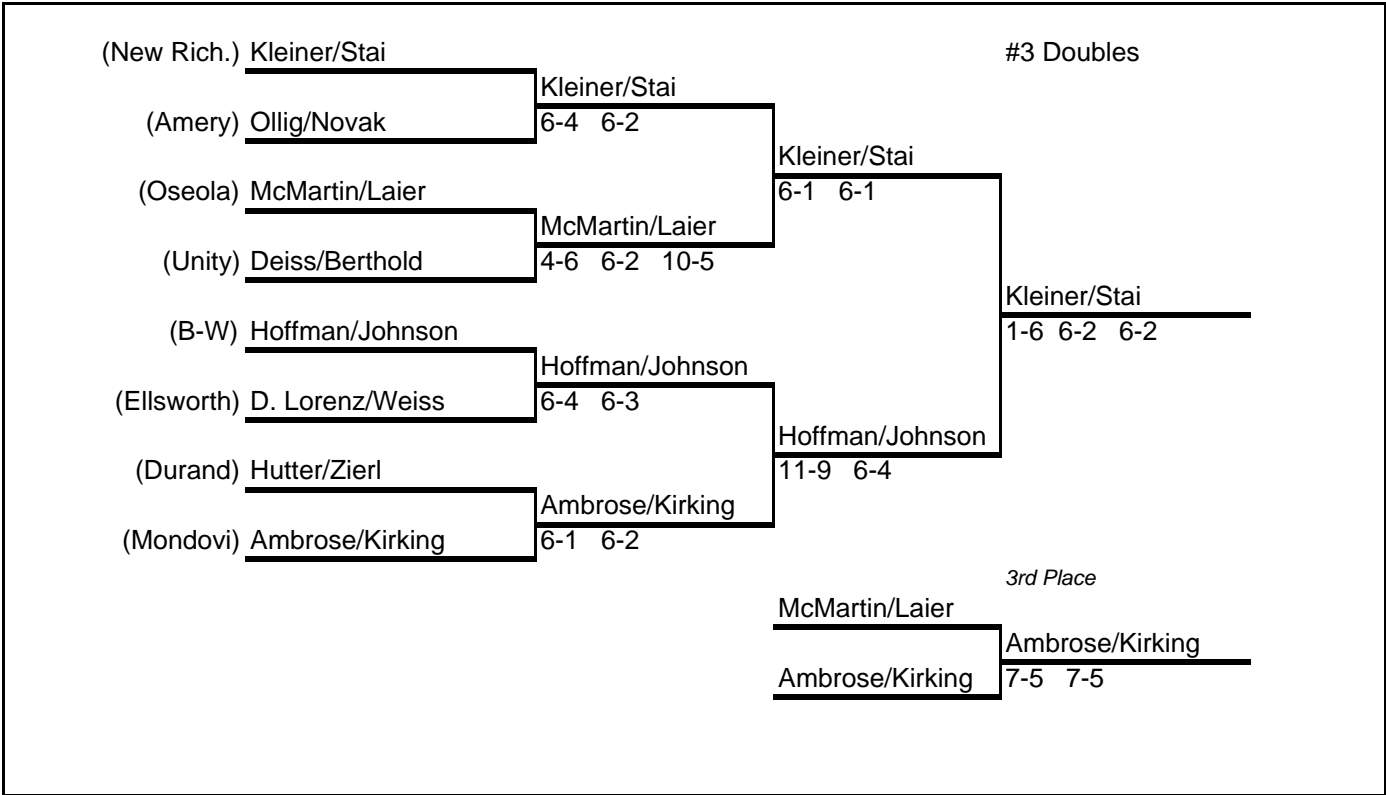 (New Rich.) Kleiner/Stai #3 Doubles
Kleiner/Stai
(Amery) Ollig/Novak 6-4 6-2
Kleiner/Stai
(Oseola) McMartin/Laier 6-1 6-1
McMartin/Laier
(Unity) Deiss/Berthold 4-6 6-2 10-5
Kleiner/Stai
(B-W) Hoffman/Johnson 1-6 6-2 6-2
Hoffman/Johnson
(Ellsworth) D. Lorenz/Weiss 6-4 6-3
Hoffman/Johnson
(Durand) Hutter/Zierl 11-9 6-4
Ambrose/Kirking
(Mondovi) Ambrose/Kirking 6-1 6-2
3rd Place
McMartin/Laier
Ambrose/Kirking
Ambrose/Kirking 7-5 7-5